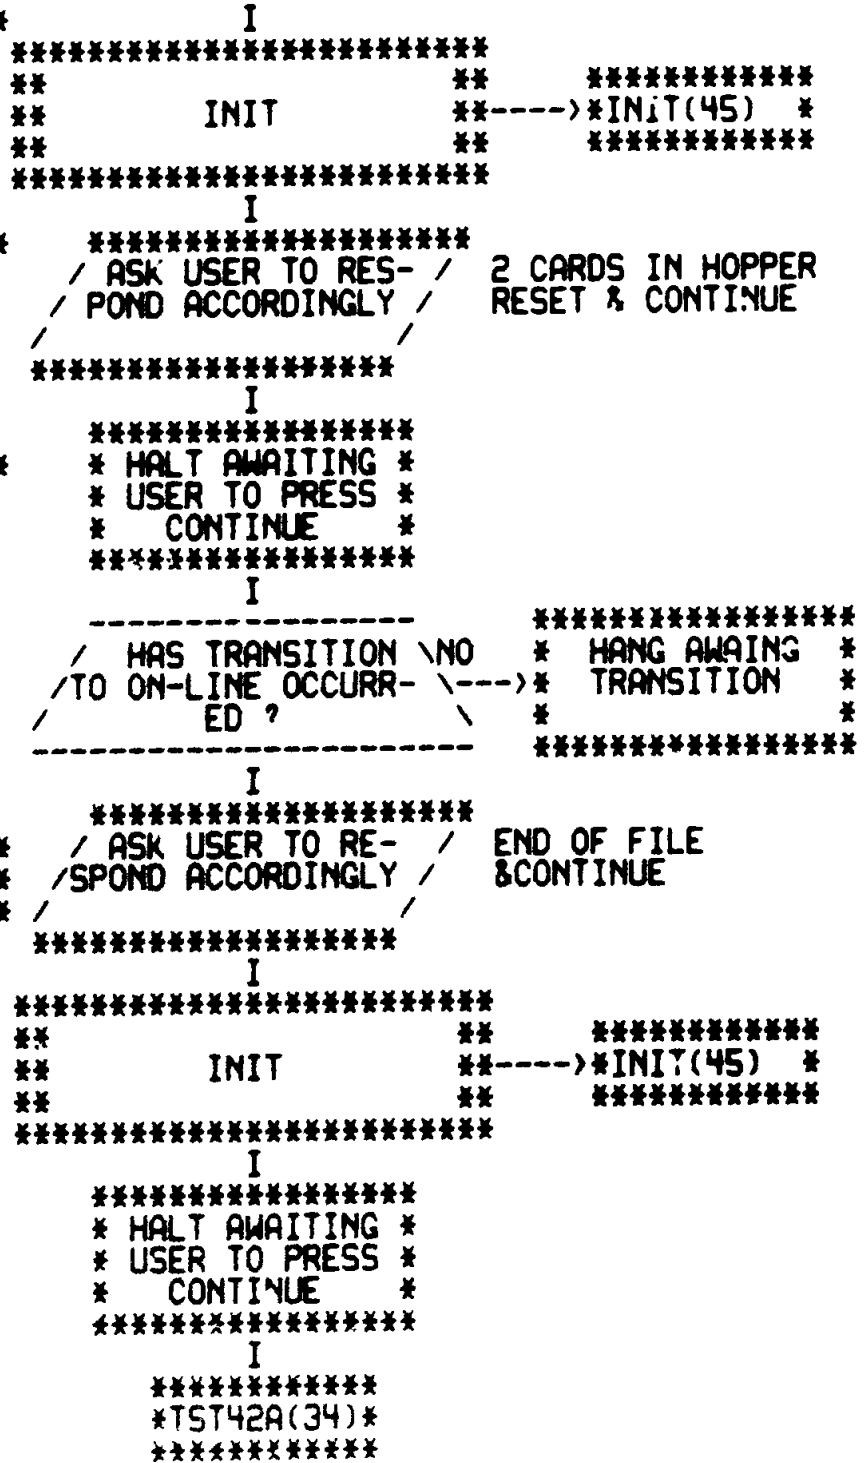 I
************************
** ** ************
** INIT **---->*INIT(45) *
** ** ************
************************
I
********************
/ ASK USER TO RES- / 2 CARDS IN HOPPER
/ POND ACCORDINGLY / RESET & CONTINUE
/ /
*******************
I
*****************
* HALT AWAITING *
* USER TO PRESS *
* CONTINUE *
*****************
I
----------------- *****************
/ HAS TRANSITION \NO * HANG AWAING *
/TO ON-LINE OCCURR- \--->* TRANSITION *
/ ED ? \ * *
----------------------- *****************
I
********************
/ ASK USER TO RE- / END OF FILE
/SPOND ACCORDINGLY / &CONTINUE
/ /
*******************
I
*************************
** ** ************
** INIT **---->*INIT(45) *
** ** ************
*************************
I
*****************
* HALT AWAITING *
* USER TO PRESS *
* CONTINUE *
*****************
I
************
*TST42A(34)*
************